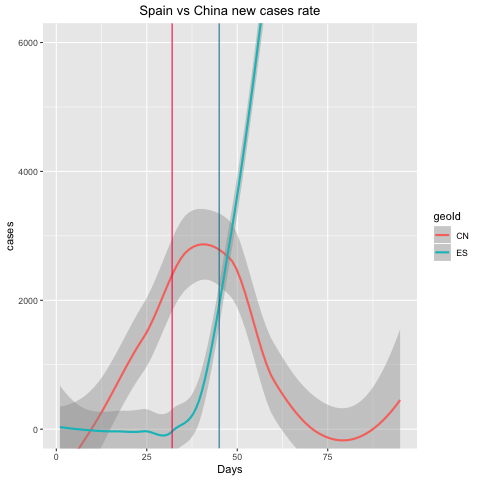 Spain vs China new cases rate
6000
4000
2000
0
cases
0 25 50 75
Days
geoId
CN
ES